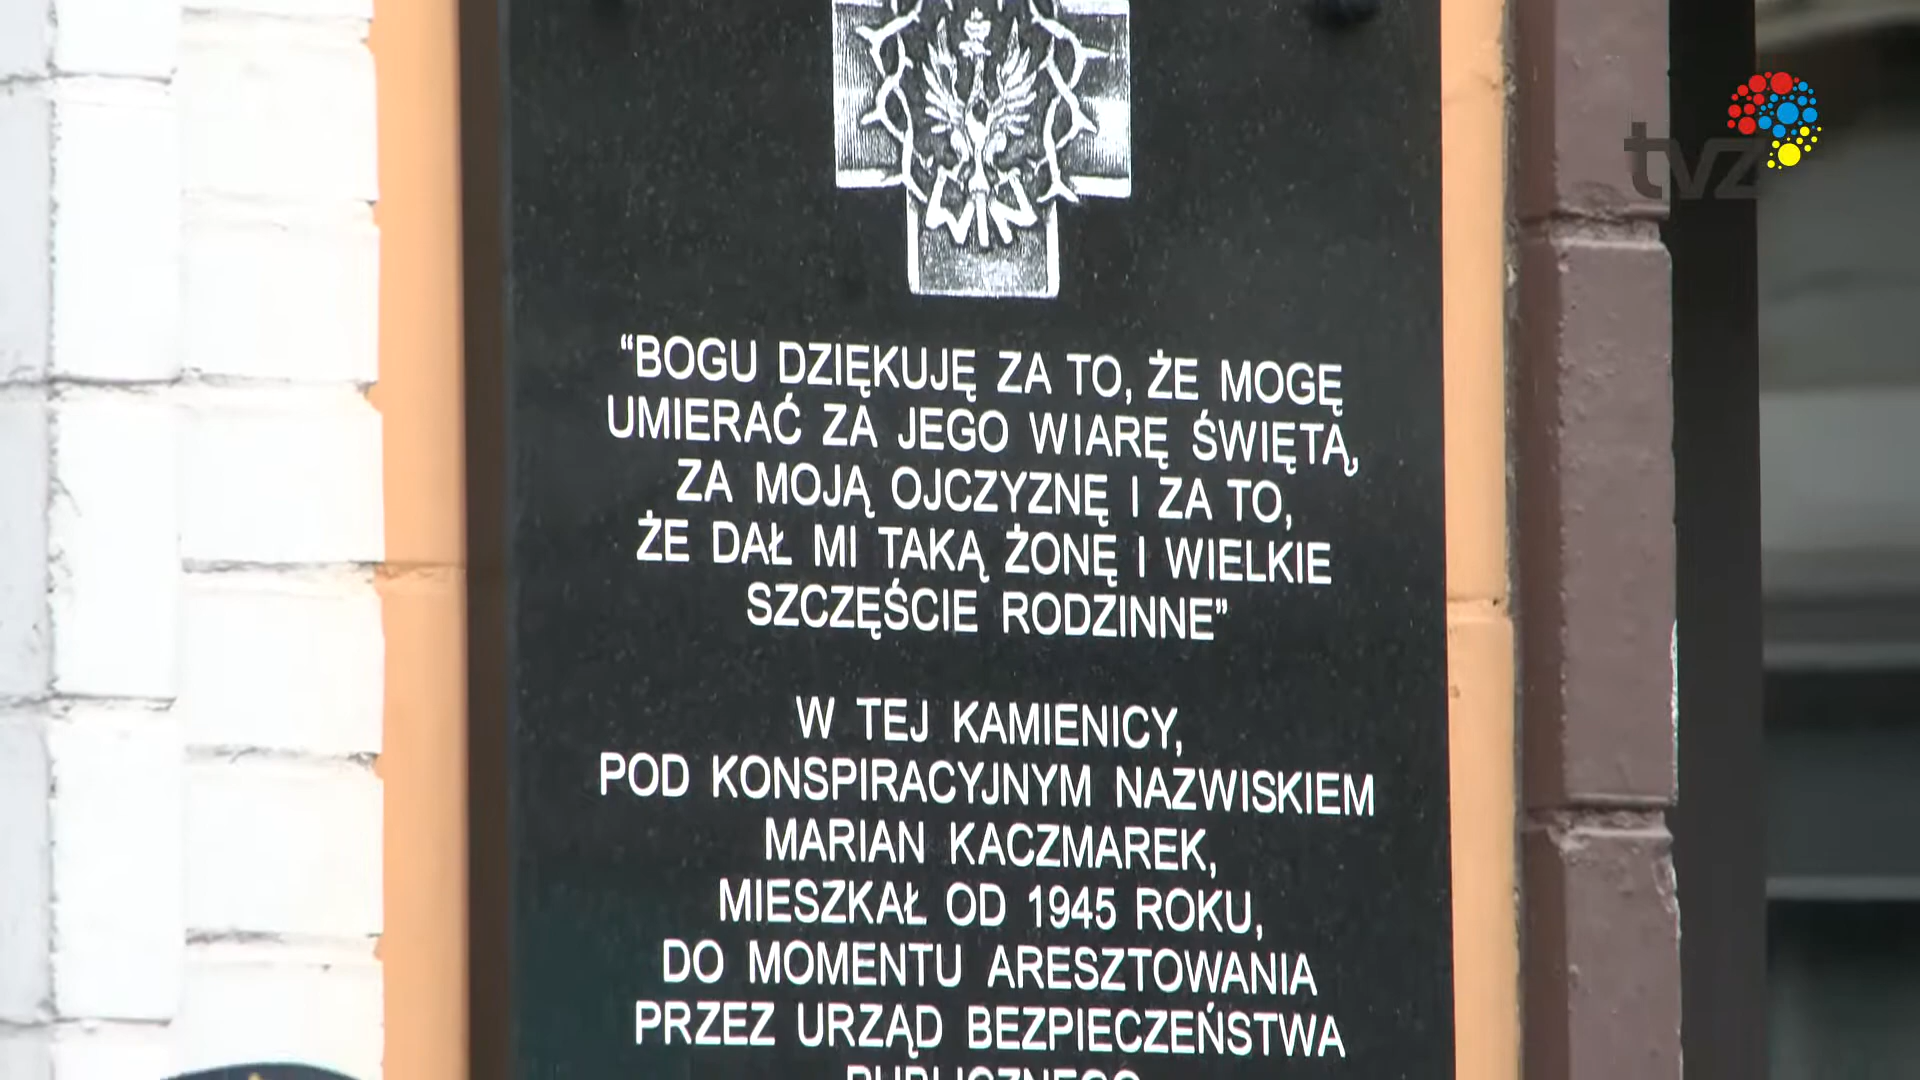 tvz
WiN
“BOGU DZIĘKUJĘ ZA TO, ŻE MOGĘ
UMIERAĆ ZA JEGO WIARĘ ŚWIĘTĄ,
ZA MOJĄ OJCZYZNĘ I ZA TO,
ŻE DAŁ MI TAKĄ ŻONĘ I WIELKIE
SZCZĘŚCIE RODZINNE”
W TEJ KAMIENICY,
POD KONSPIRACYJNYM NAZWISKIEM
MARIAN KACZMAREK,
MIESZKAŁ OD 1945 ROKU,
DO MOMENTU ARESZTOWANIA
PRZEZ URZĄD BEZPIECZEŃSTWA
PUBLICZNEGO